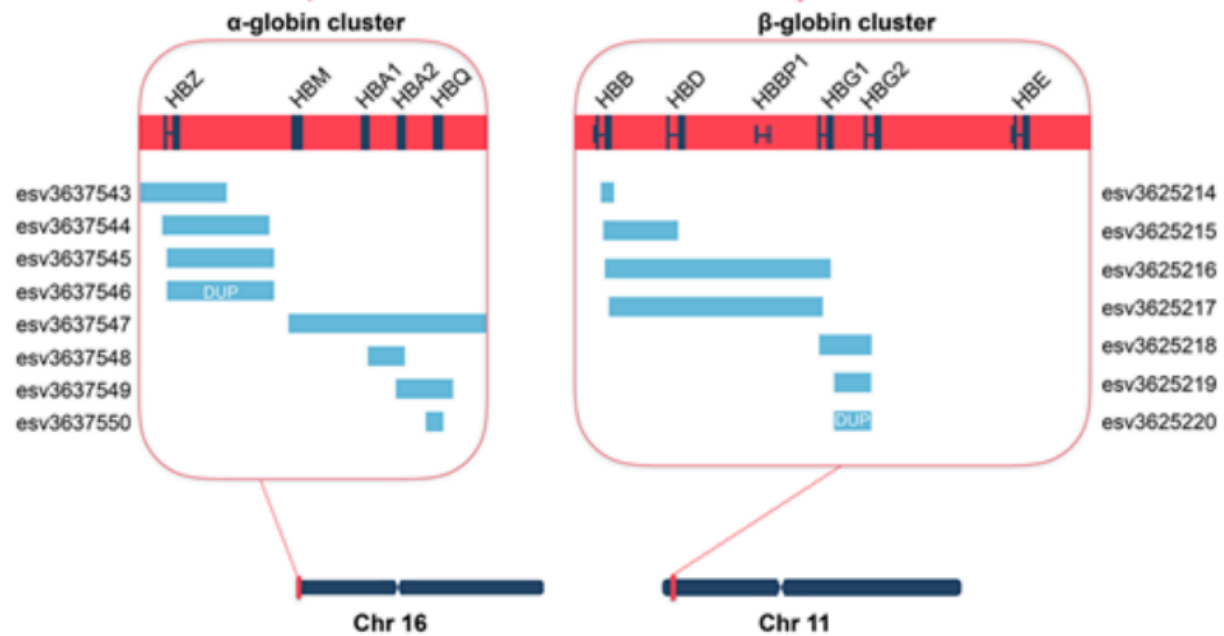 α-globin cluster
β-globin cluster
HBZ
HBM
HBA1
HBA2
HBQ
HBB
HBD
HBBP1
HBG1
HBG2
HBE
esv3637543
esv3637544
esv3637545
esv3637546
DUP
esv3637547
esv3637548
esv3637549
esv3637550
esv3625214
esv3625215
esv3625216
esv3625217
esv3625218
esv3625219
DUP
esv3625220
Chr 16
Chr 11